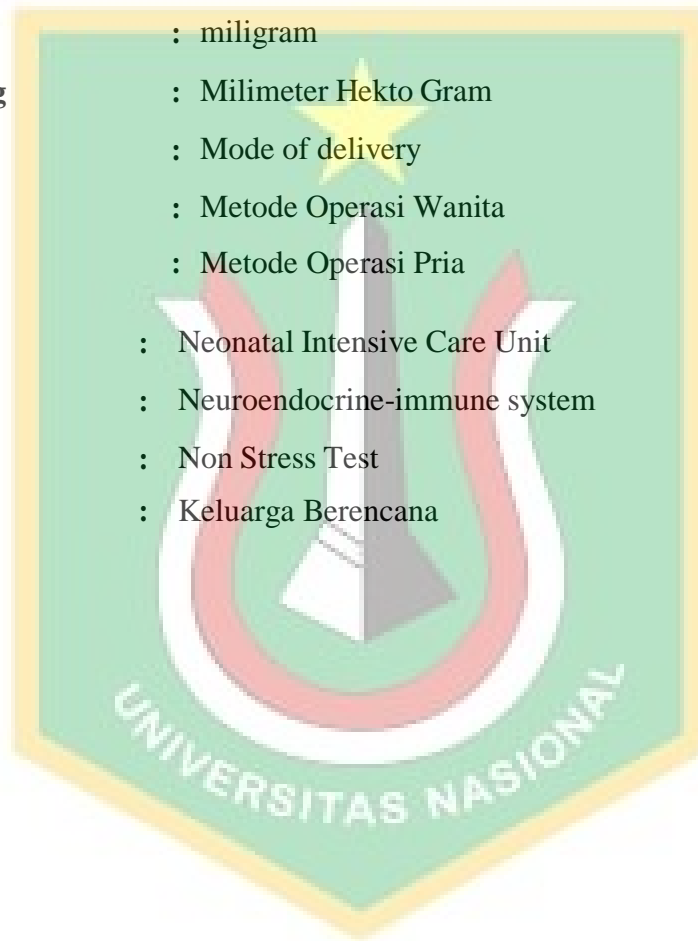 : miligram
g : Milimeter Hekto Gram
: Mode of delivery
: Metode Operasi Wanita
: Metode Operasi Pria
: Neonatal Intensive Care Unit
: Neuroendocrine-immune system
: Non Stress Test
: Keluarga Berencana
UNIVERSITAS NASIONAL